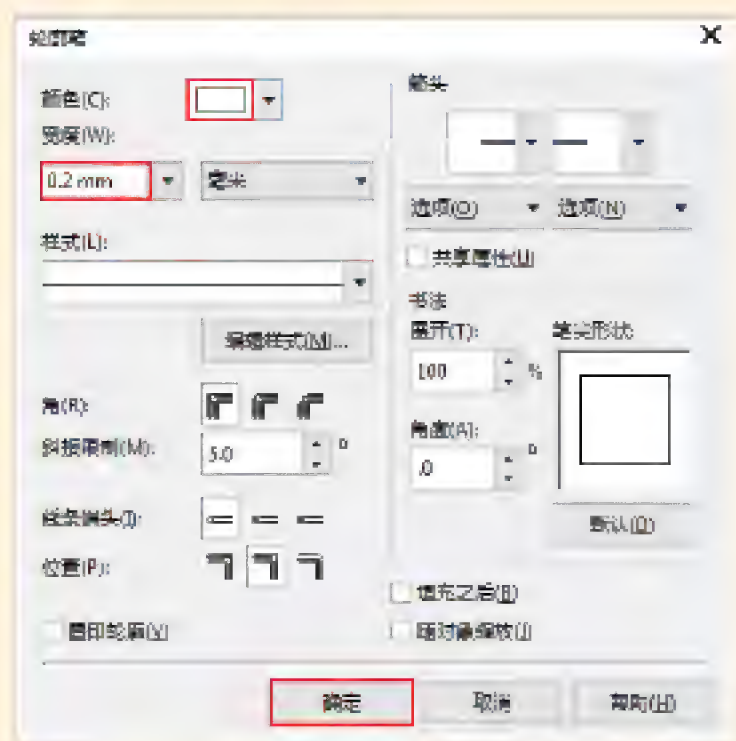 轮廓笔
颜色(C):
宽度(W):
0.2 mm
毫米
样式(L):
编辑样式(M)...
角(R):
斜接限制(M):
5.0
°
线条端头(I):
位置(P):
叠印轮廓(V)
箭头
选项(O)
选项(N)
共享属性(U)
书法
展开(T):
笔尖形状:
100
%
角度(A):
.0
°
默认(D)
填充之后(B)
随对象缩放(J)
确定
取消
帮助(H)